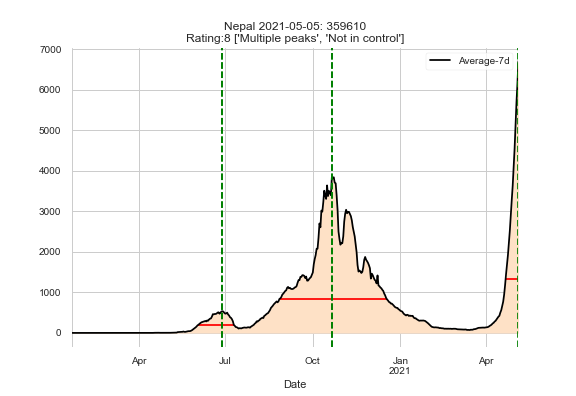 Nepal 2021-05-05: 359610
Rating:8 ['Multiple peaks', 'Not in control']
7000
Average-7d
6000
5000
4000
3000
2000
1000
0
Apr Jul Oct Jan Apr
2021
Date